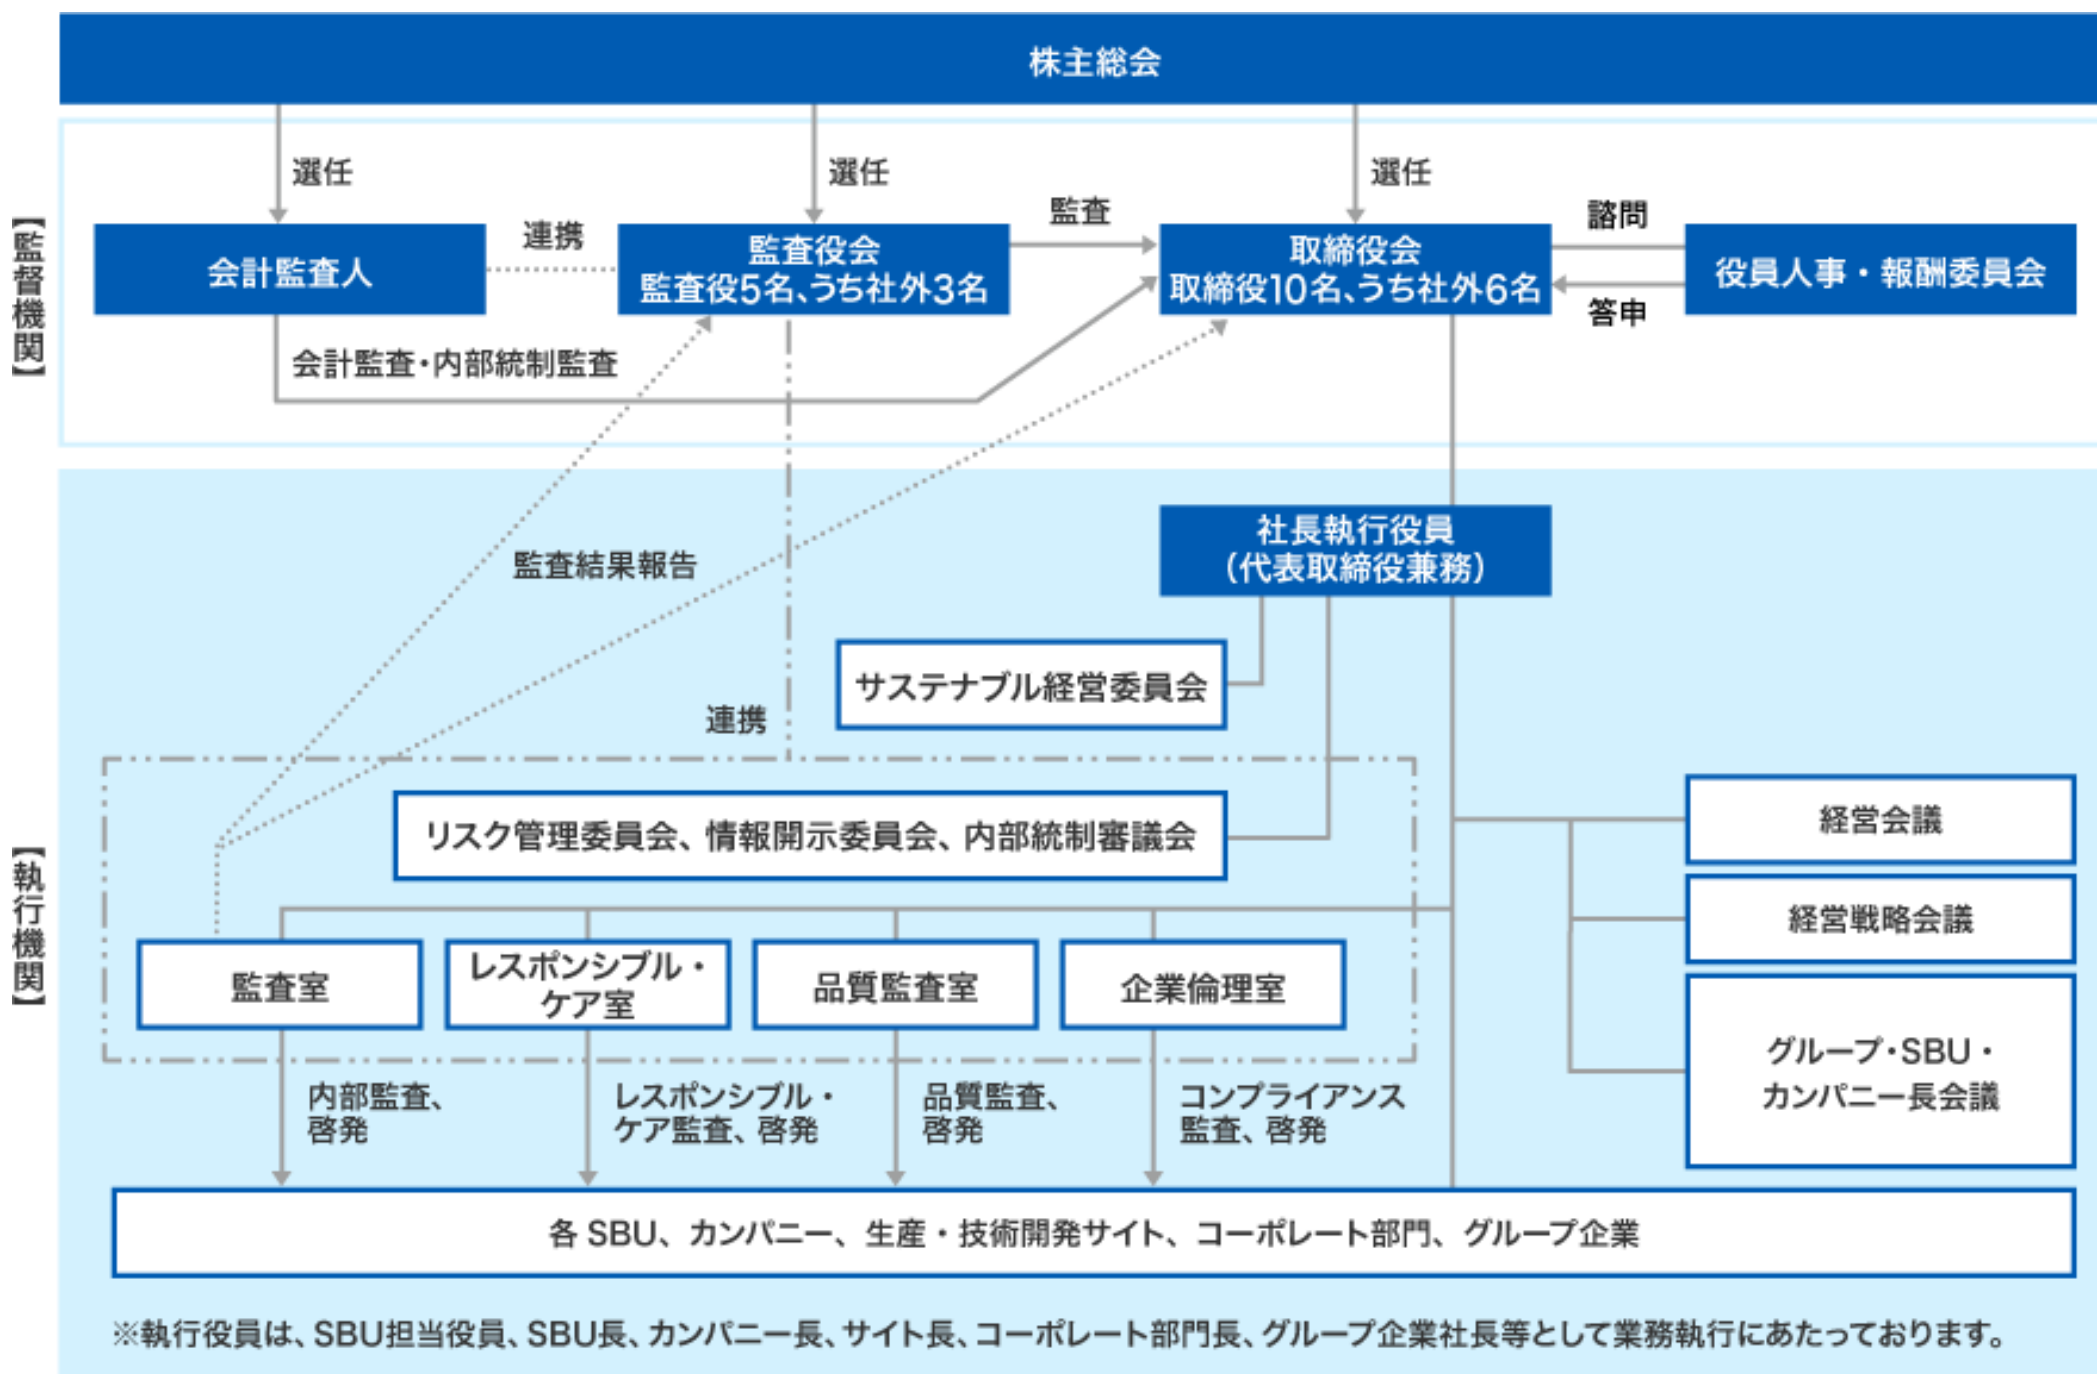 株主総会
選任
選任
選任
【監督機関】
会計監査人
連携
監査役会
監査役5名、うち社外3名
監査
取締役会
取締役10名、うち社外6名
諮問
答申
役員人事・報酬委員会
会計監査・内部統制監査
社長執行役員
（代表取締役兼務）
監査結果報告
サステナブル経営委員会
連携
【執行機関】
リスク管理委員会、情報開示委員会、内部統制審議会
経営会議
経営戦略会議
グループ・SBU・
カンパニー長会議
監査室
レスポンシブル・
ケア室
品質監査室
企業倫理室
内部監査、
啓発
レスポンシブル・
ケア監査、啓発
品質監査、
啓発
コンプライアンス
監査、啓発
各 SBU、カンパニー、生産・技術開発サイト、コーポレート部門、グループ企業
※執行役員は、SBU担当役員、SBU長、カンパニー長、サイト長、コーポレート部門長、グループ企業社長等として業務執行にあたっております。